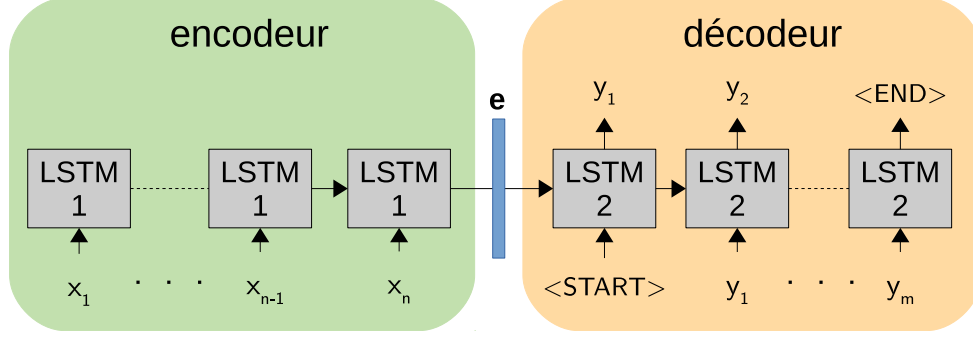 encodeur
décodeur
e
y₁ y₂ <END>
LSTM 1 LSTM 1 LSTM 1 LSTM 2 LSTM 2 LSTM 2
x₁ · · · xₙ₋₁ xₙ <START> y₁ · · · yₘ